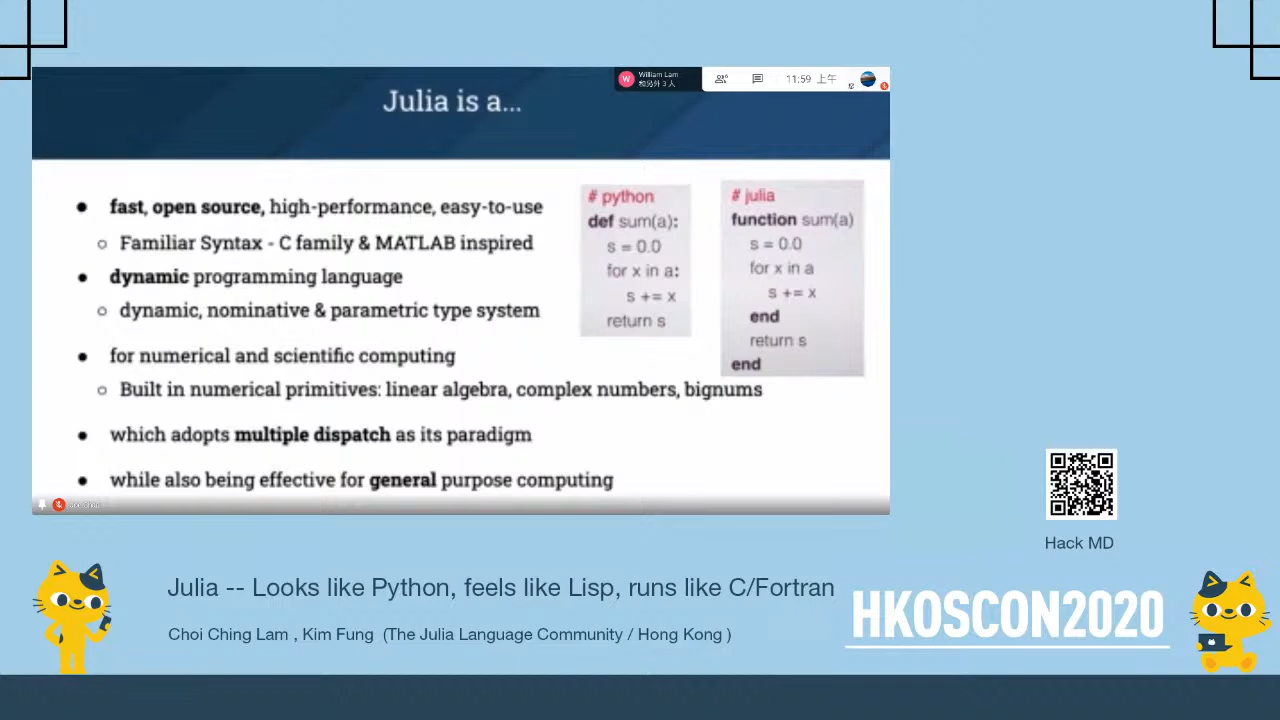 William Lam
和另外 3 人
11:59 上午
Julia is a...
● fast, open source, high-performance, easy-to-use
○ Familiar Syntax - C family & MATLAB inspired
● dynamic programming language
○ dynamic, nominative & parametric type system
● for numerical and scientific computing
○ Built in numerical primitives: linear algebra, complex numbers, bignums
● which adopts multiple dispatch as its paradigm
● while also being effective for general purpose computing
# python
def sum(a):
s = 0.0
for x in a:
s += x
return s
# julia
function sum(a)
s = 0.0
for x in a
s += x
end
return s
end
Hack MD
Julia -- Looks like Python, feels like Lisp, runs like C/Fortran
Choi Ching Lam , Kim Fung (The Julia Language Community / Hong Kong )
HKOSCON2020